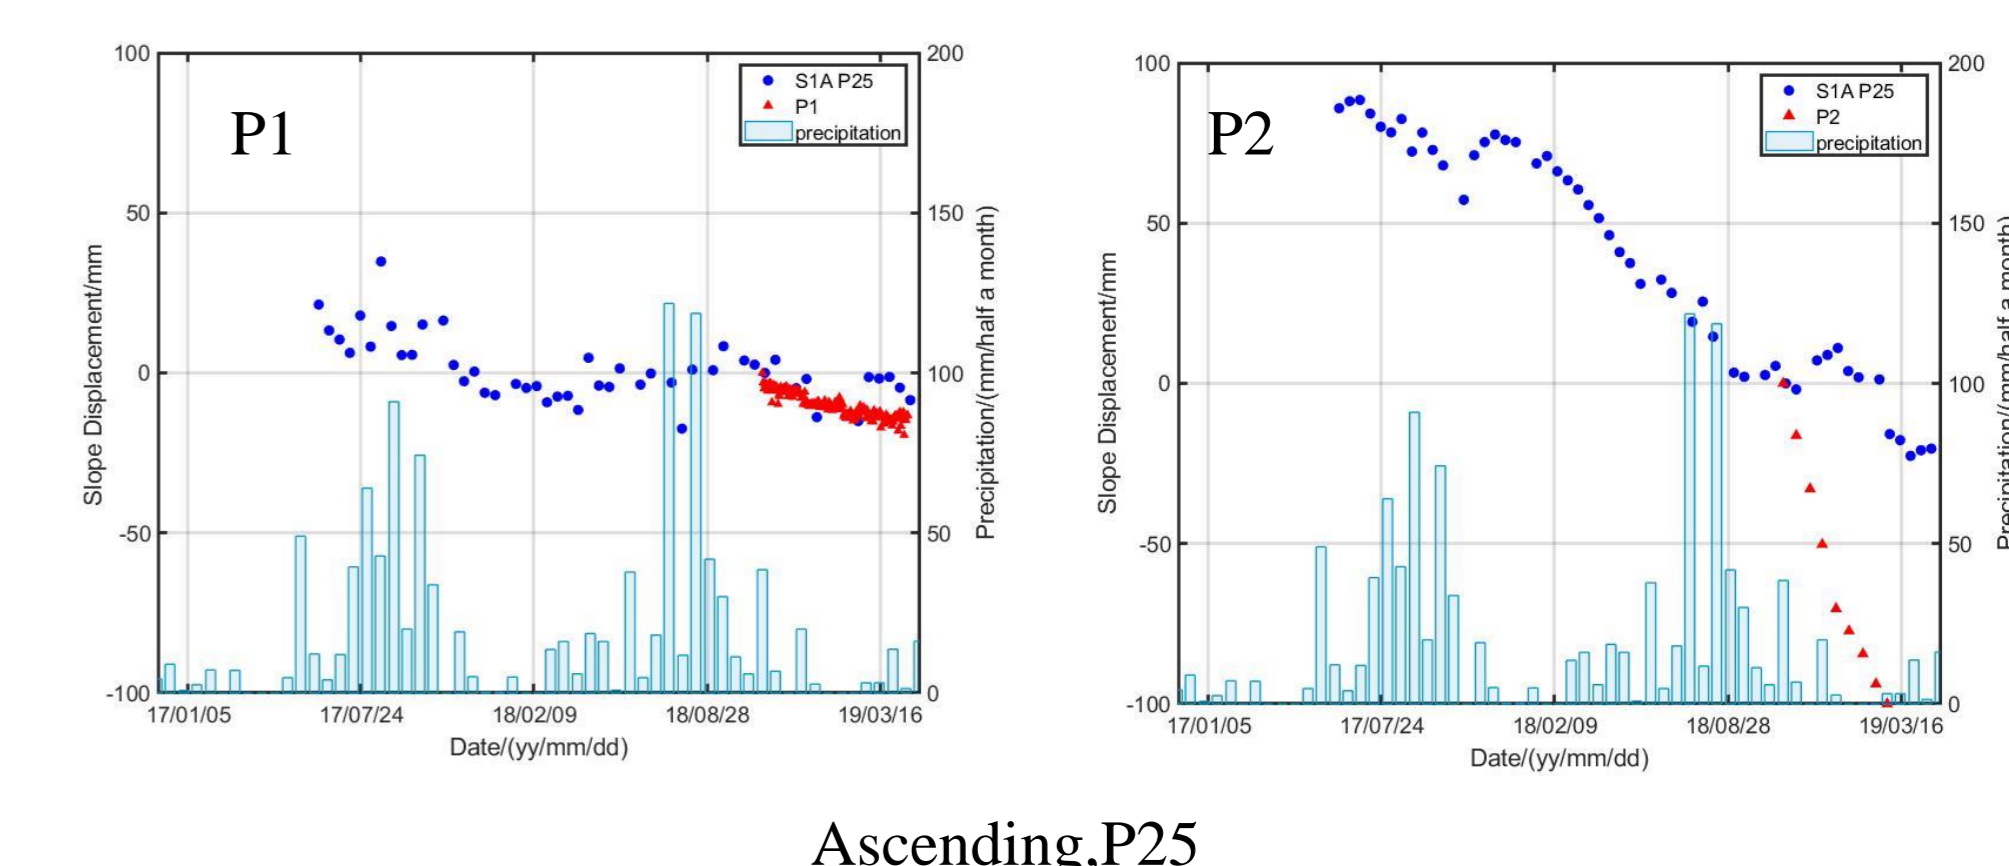 100
50
0
-50
-100
200
150
100
50
0
P1
S1A P25
P1
precipitation
Slope Displacement/mm
Precipitation/(mm/half a month)
17/01/05 17/07/24 18/02/09 18/08/28 19/03/16
Date/(yy/mm/dd)
100
50
0
-50
-100
200
150
100
50
0
P2
S1A P25
P2
precipitation
Slope Displacement/mm
Precipitation/(mm/half a month)
17/01/05 17/07/24 18/02/09 18/08/28 19/03/16
Date/(yy/mm/dd)
Ascending,P25